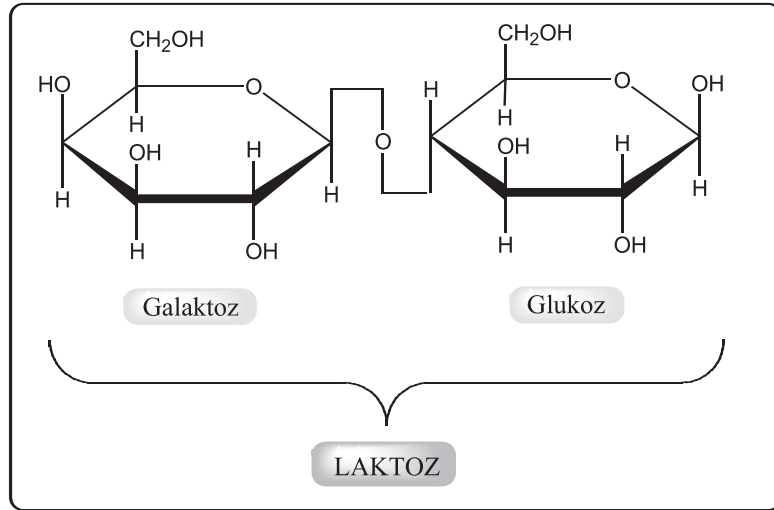 CH₂OH CH₂OH
HO O O OH
H H H
OH H O OH H
H H H
H OH H OH
Galaktoz Glukoz
LAKTOZ